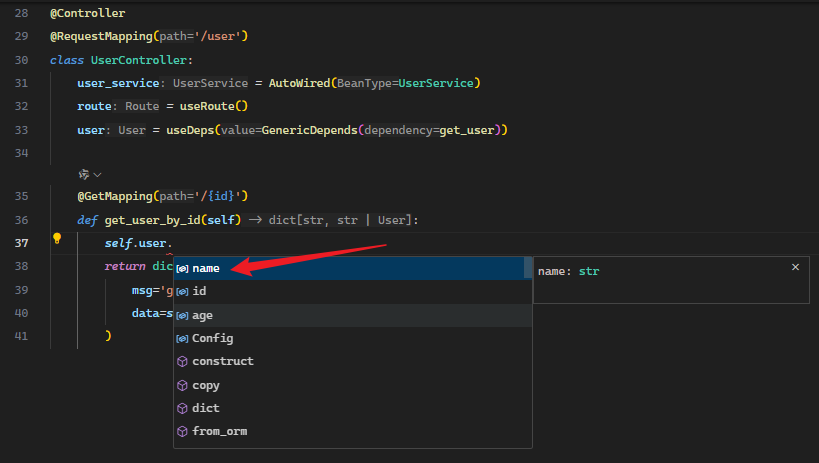 28 @Controller
29 @RequestMapping(path='/user')
30 class UserController:
31 user_service: UserService = AutoWired(BeanType=UserService)
32 route: Route = useRoute()
33 user: User = useDeps(value=GenericDepends(dependency=get_user))
34
35 @GetMapping(path='/{id}')
36 def get_user_by_id(self) -> dict[str, str | User]:
37 self.user.
38 return dic
39 msg='g
40 data=s
41 )
name
id
age
Config
construct
copy
dict
from_orm
name: str